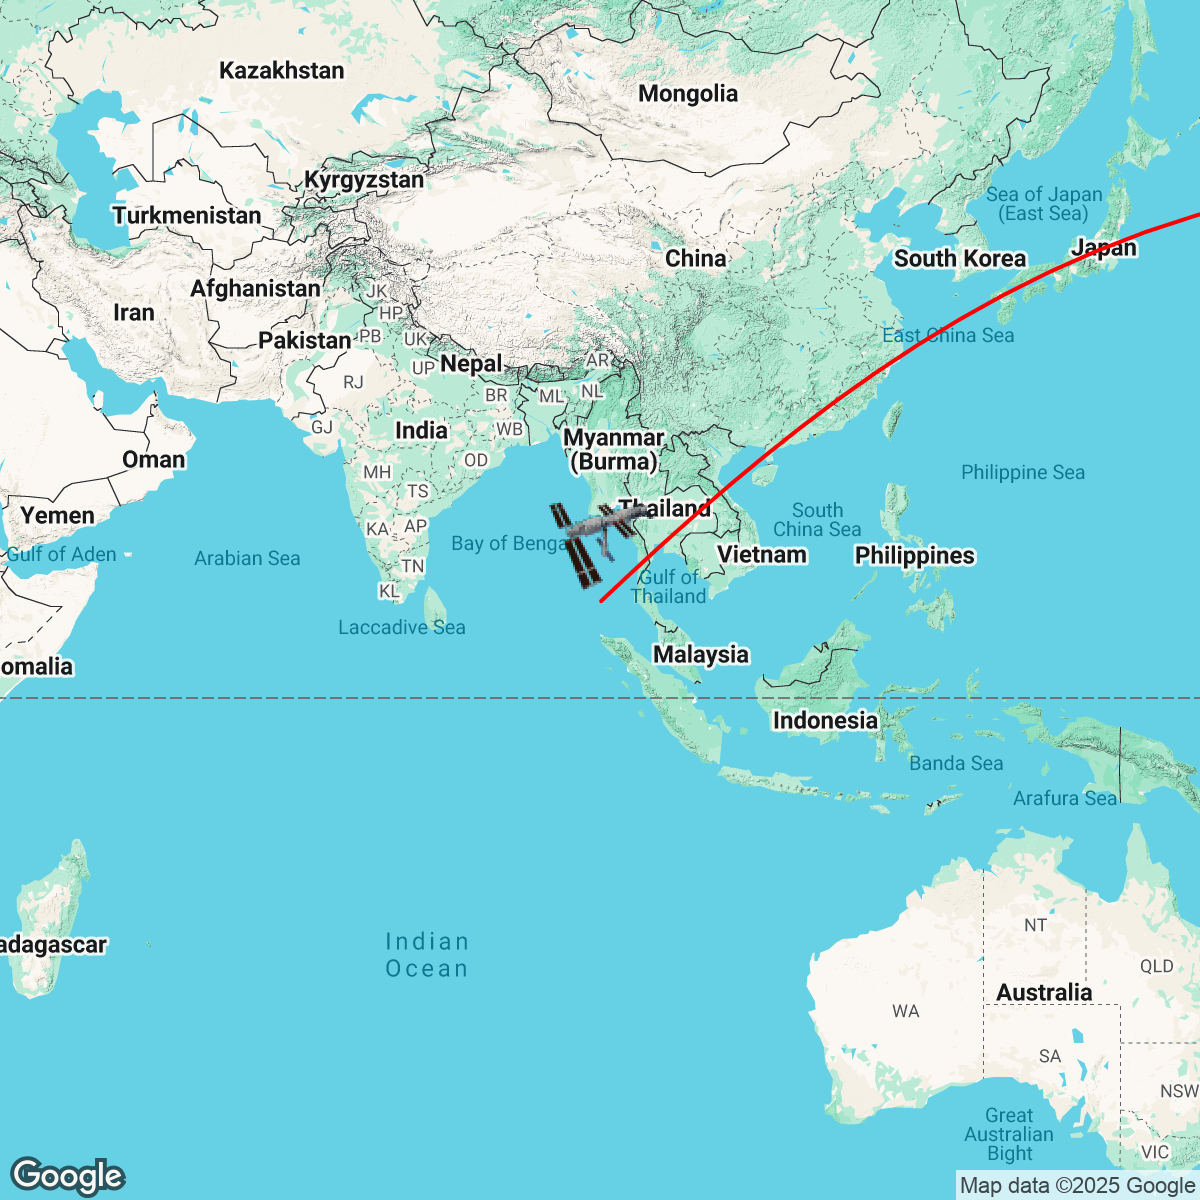 Kazakhstan
Mongolia
Kyrgyzstan
Sea of Japan
(East Sea)
Turkmenistan
Japan
China
South Korea
Afghanistan
JK
HP
Iran
PB
East China Sea
Pakistan
UK
Nepal
AR
UP
RJ
BR
ML
NL
GJ
WB
India
Myanmar
(Burma)
Oman
OD
MH
Philippine Sea
TS
Thailand
Yemen
South
China Sea
KA
AP
Bay of Benga
Gulf of Aden
Arabian Sea
Vietnam
Philippines
TN
Gulf of
Thailand
KL
Laccadive Sea
Malaysia
omalia
Indonesia
Banda Sea
Arafura Sea
NT
Indian
Ocean
adagascar
QLD
Australia
WA
SA
NSW
Great
Australian
Bight
VIC
Google
Map data ©2025 Google